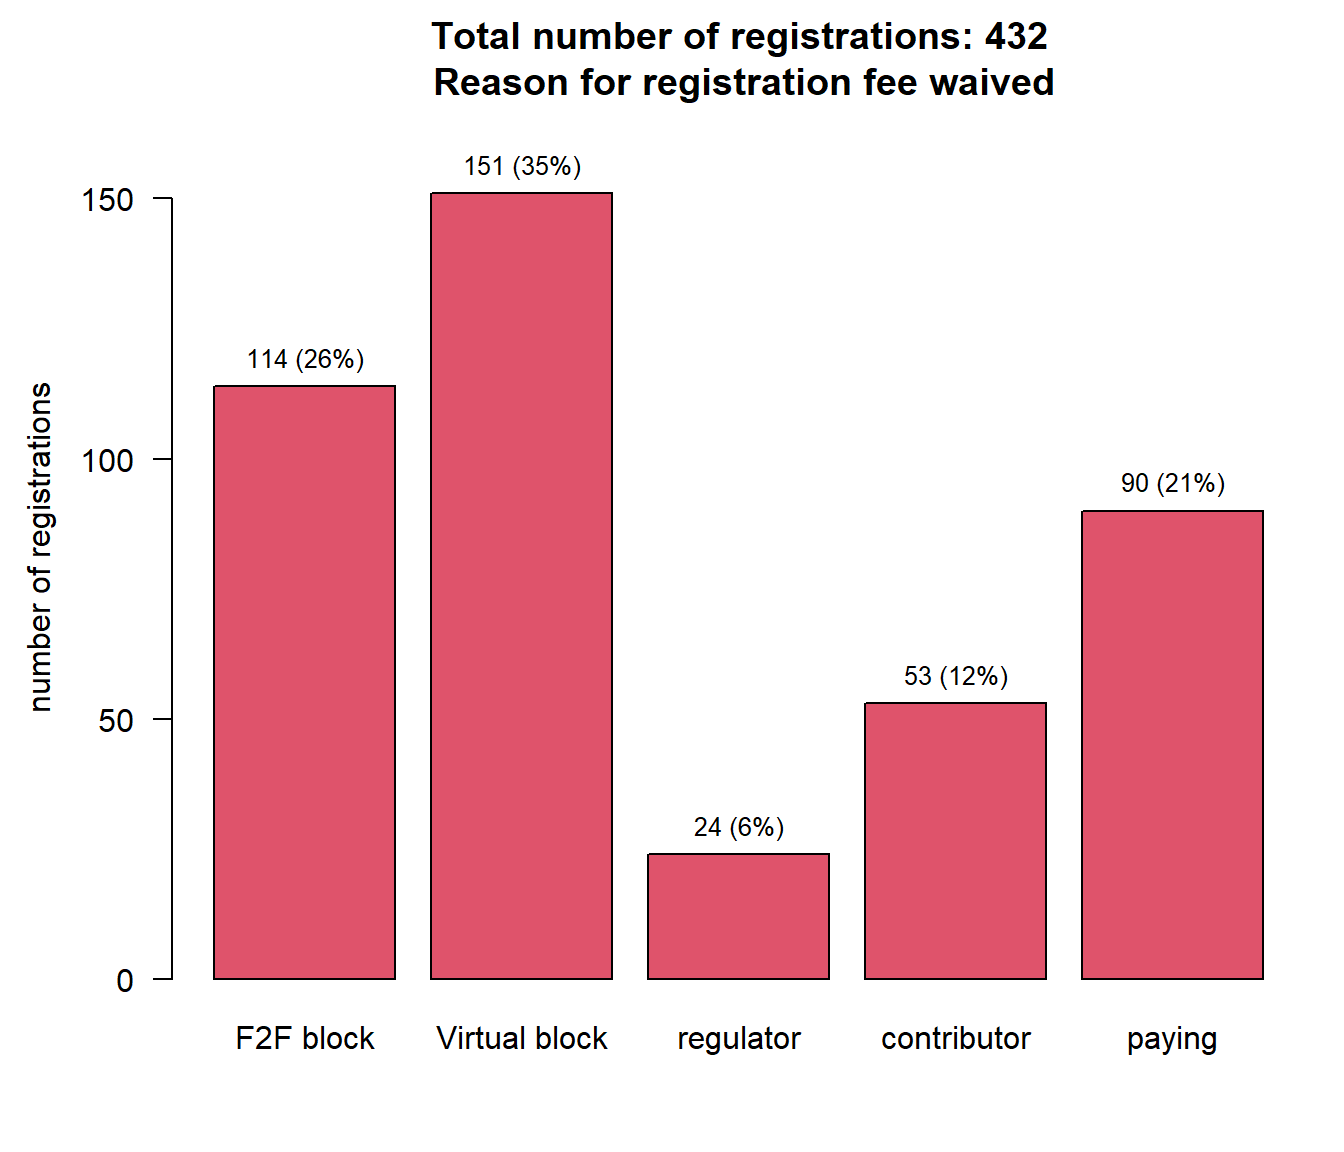 Total number of registrations: 432
Reason for registration fee waived
number of registrations
150
100
50
0
151 (35%)
114 (26%)
90 (21%)
53 (12%)
24 (6%)
F2F block
Virtual block
regulator
contributor
paying